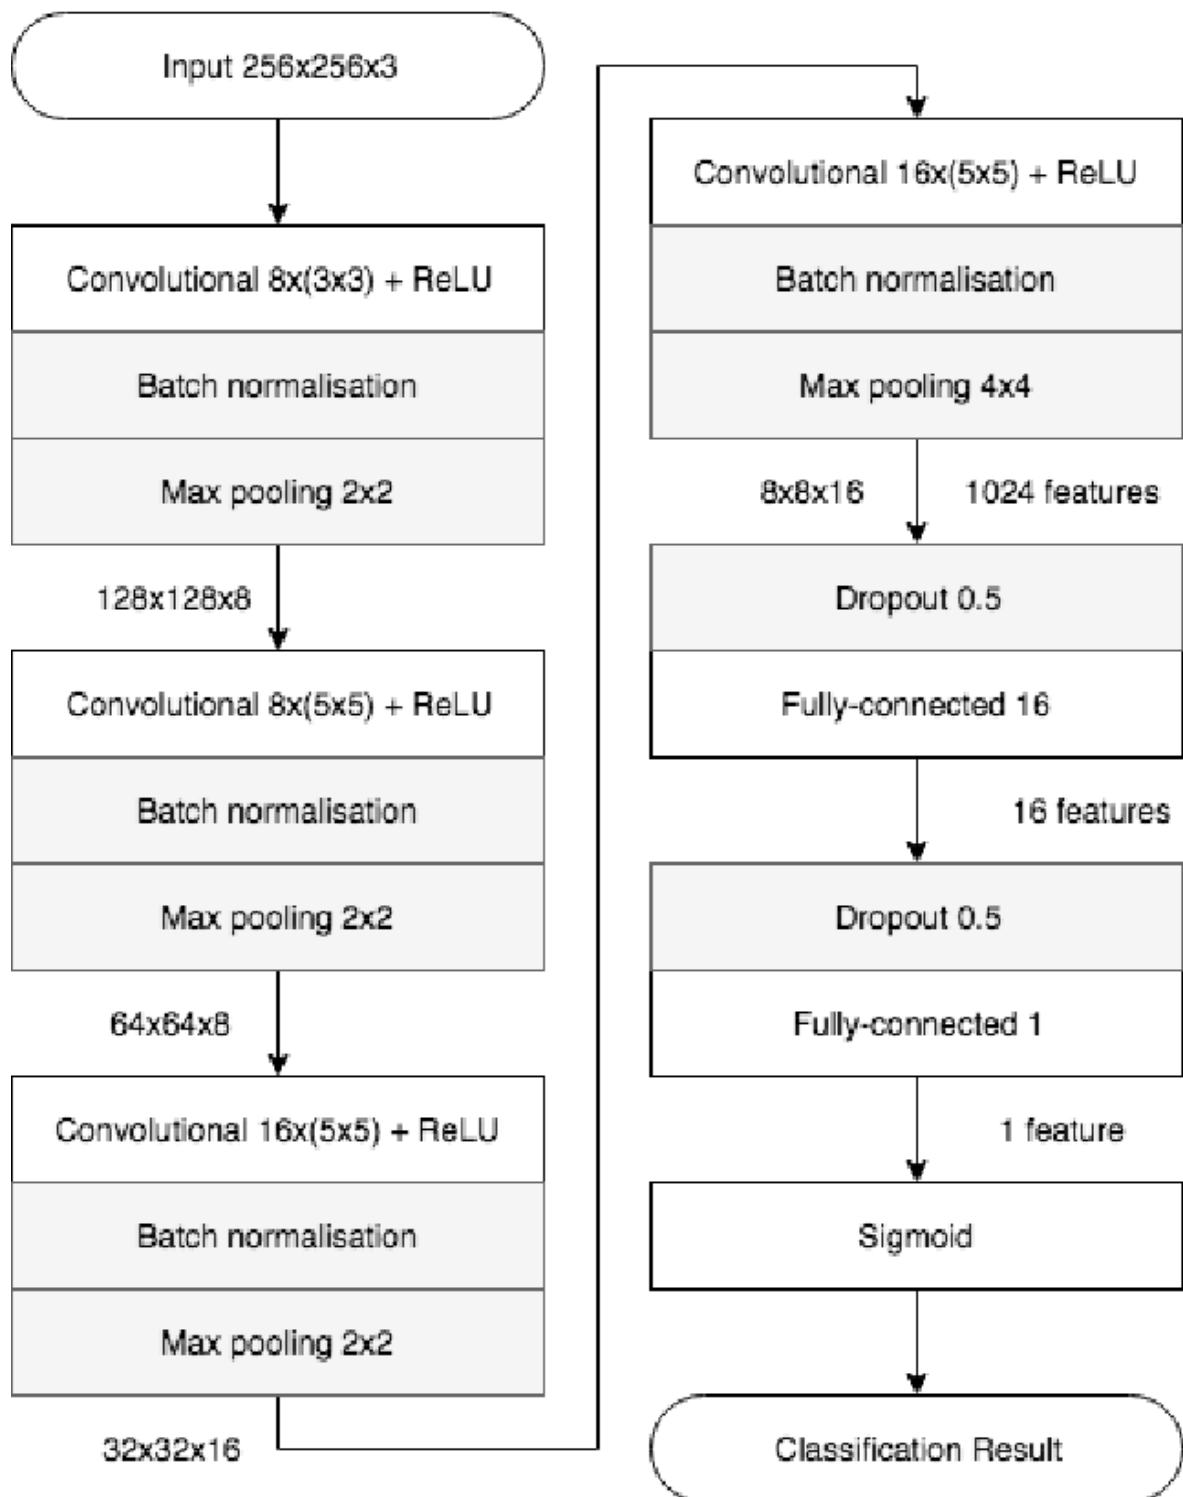 Input 256x256x3
Convolutional 8x(3x3) + ReLU
Batch normalisation
Max pooling 2x2
128x128x8
Convolutional 8x(5x5) + ReLU
Batch normalisation
Max pooling 2x2
64x64x8
Convolutional 16x(5x5) + ReLU
Batch normalisation
Max pooling 2x2
32x32x16
Convolutional 16x(5x5) + ReLU
Batch normalisation
Max pooling 4x4
8x8x16 1024 features
Dropout 0.5
Fully-connected 16
16 features
Dropout 0.5
Fully-connected 1
1 feature
Sigmoid
Classification Result